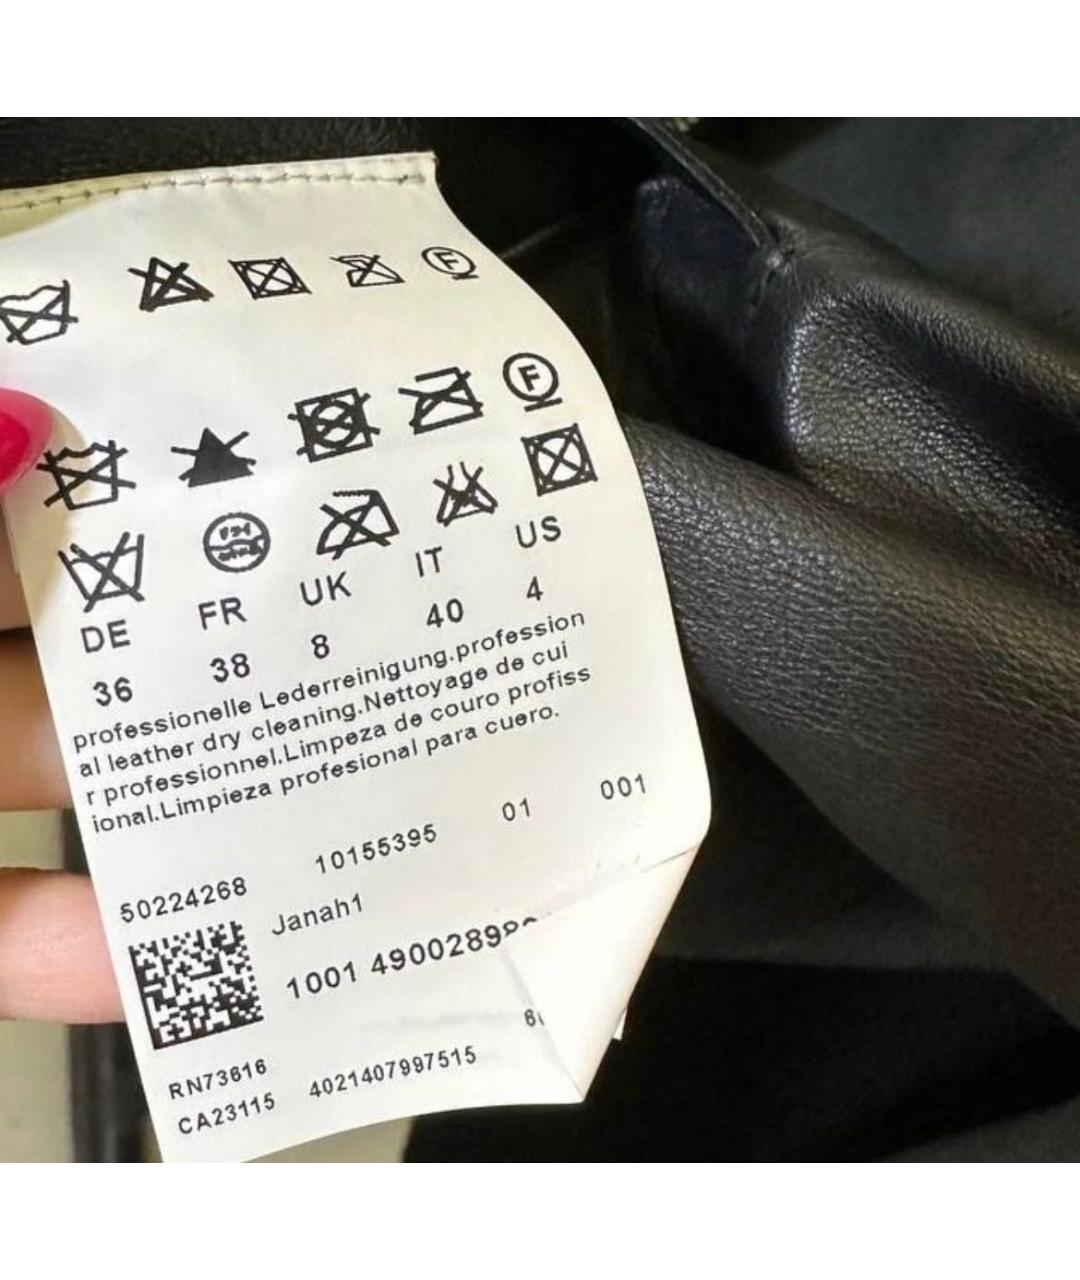 F
F
DE FR UK IT US
36 38 8 40 4
professionelle Lederreinigung.profession
al leather dry cleaning.Nettoyage de cui
r professionnel.Limpeza de couro profiss
ional.Limpieza profesional para cuero.
50224268 10155395 01 001
Janah1
1001
RN73616
CA23115 4021407997515